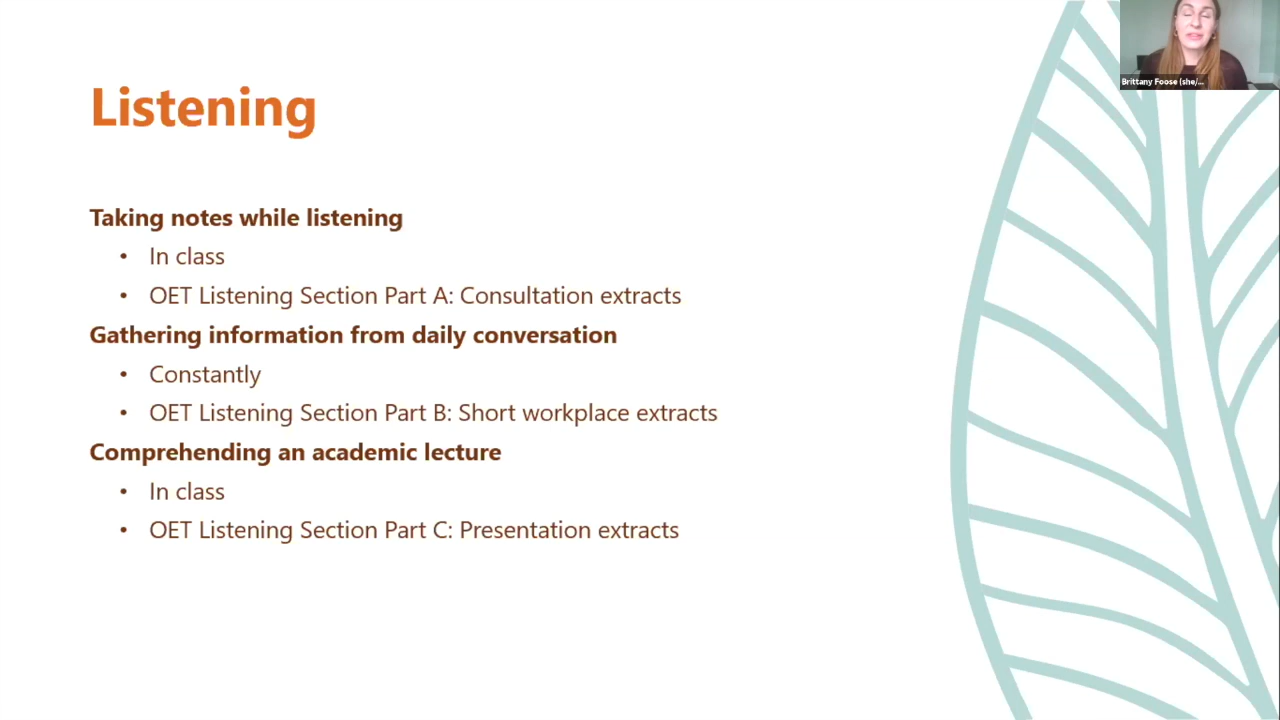 Brittany Foose (she/...
Listening
Taking notes while listening
• In class
• OET Listening Section Part A: Consultation extracts
Gathering information from daily conversation
• Constantly
• OET Listening Section Part B: Short workplace extracts
Comprehending an academic lecture
• In class
• OET Listening Section Part C: Presentation extracts